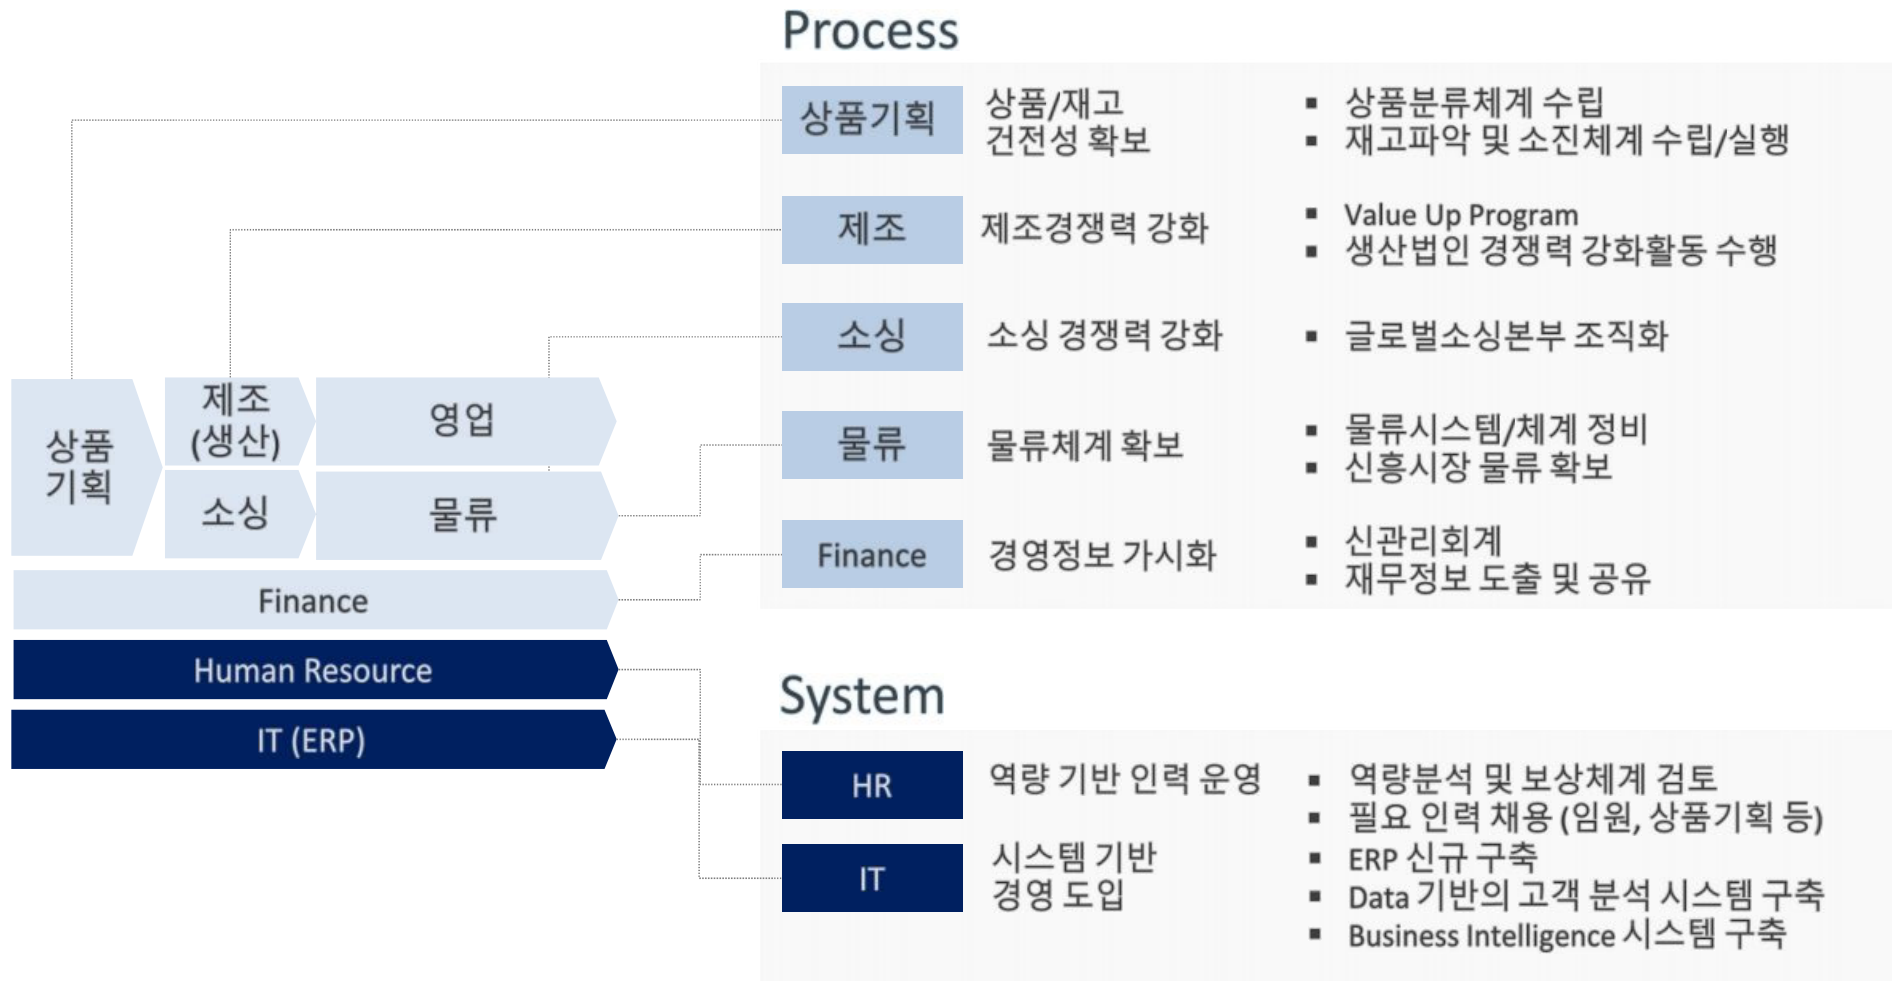 Process
상품기획
상품/재고
건전성 확보
▪ 상품분류체계 수립
▪ 재고파악 및 소진체계 수립/실행
제조
제조경쟁력 강화
▪ Value Up Program
▪ 생산법인 경쟁력 강화활동 수행
소싱
소싱 경쟁력 강화
▪ 글로벌소싱본부 조직화
물류
물류체계 확보
▪ 물류시스템/체계 정비
▪ 신흥시장 물류 확보
Finance
경영정보 가시화
▪ 신관리회계
▪ 재무정보 도출 및 공유
상품
기획
제조
(생산)
영업
소싱
물류
Finance
Human Resource
IT (ERP)
System
HR
역량 기반 인력 운영
▪ 역량분석 및 보상체계 검토
▪ 필요 인력 채용 (임원, 상품기획 등)
IT
시스템 기반
경영 도입
▪ ERP 신규 구축
▪ Data 기반의 고객 분석 시스템 구축
▪ Business Intelligence 시스템 구축